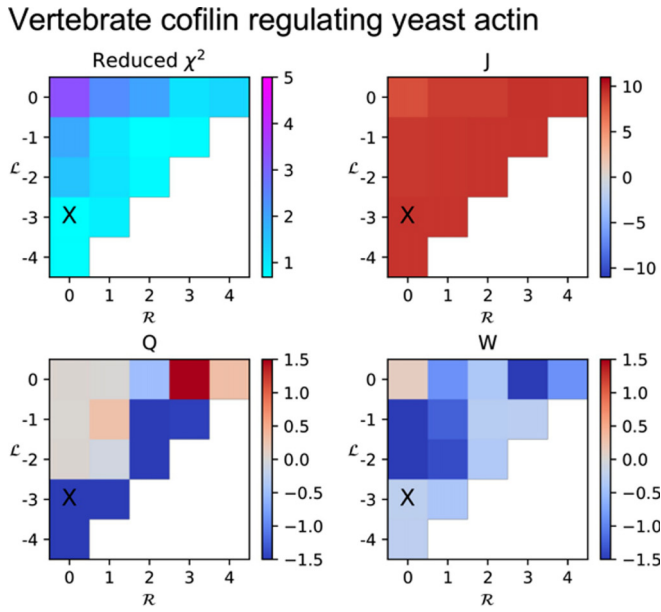 Vertebrate cofilin regulating yeast actin
Reduced χ²
J
0
-1
ℒ -2
-3
-4
X
0 1 2 3 4
ℛ
5
4
3
2
1
0
-1
ℒ -2
-3
-4
X
0 1 2 3 4
ℛ
10
5
0
−5
−10
Q
W
0
-1
ℒ -2
-3
-4
X
0 1 2 3 4
ℛ
1.5
1.0
0.5
0.0
−0.5
−1.0
−1.5
0
-1
ℒ -2
-3
-4
X
0 1 2 3 4
ℛ
1.5
1.0
0.5
0.0
−0.5
−1.0
−1.5